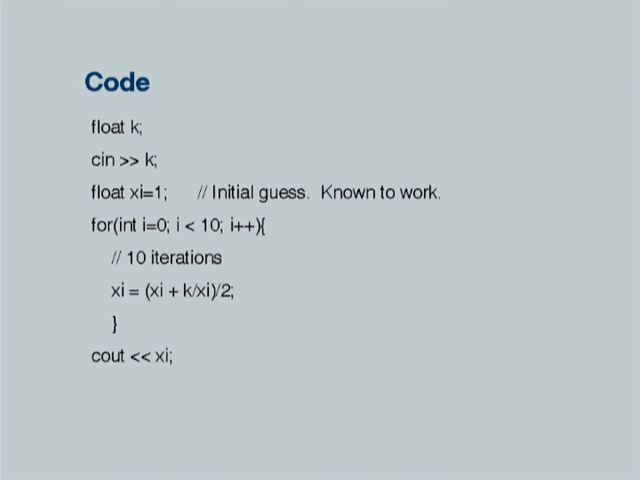 Code
float k;
cin >> k;
float xi=1; // Initial guess. Known to work.
for(int i=0; i < 10; i++){
// 10 iterations
xi = (xi + k/xi)/2;
}
cout << xi;